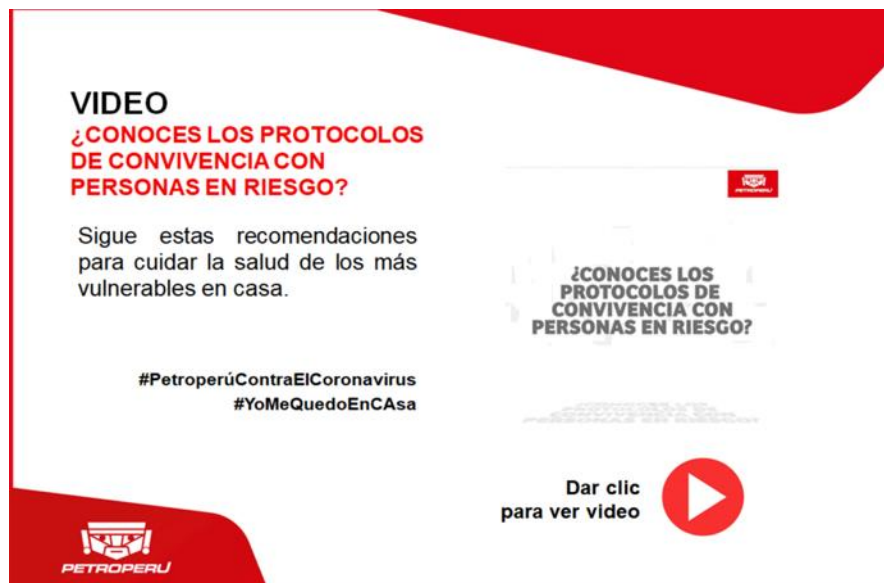 VIDEO
¿CONOCES LOS PROTOCOLOS
DE CONVIVENCIA CON
PERSONAS EN RIESGO?
Sigue estas recomendaciones
para cuidar la salud de los más
vulnerables en casa.
#PetroperúContraElCoronavirus
#YoMeQuedoEnCAsa
PETROPERU
¿CONOCES LOS
PROTOCOLOS DE
CONVIVENCIA CON
PERSONAS EN RIESGO?
Dar clic
para ver video
PETROPERU